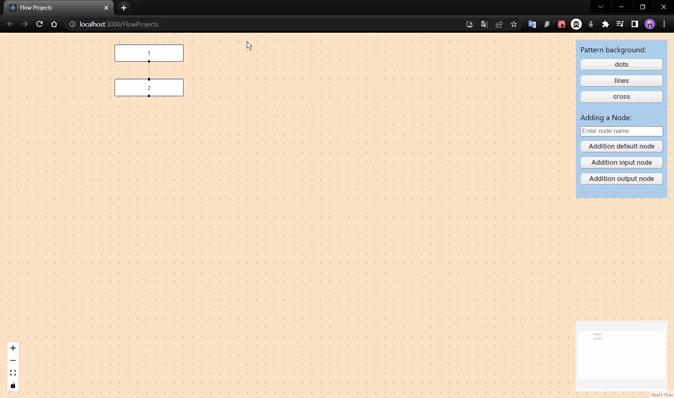 Flow Projects
localhost:3000/FlowProjects
1
2
Pattern background:
dots
lines
cross
Adding a Node:
Enter node name
Addition default node
Addition input node
Addition output node
React Flow